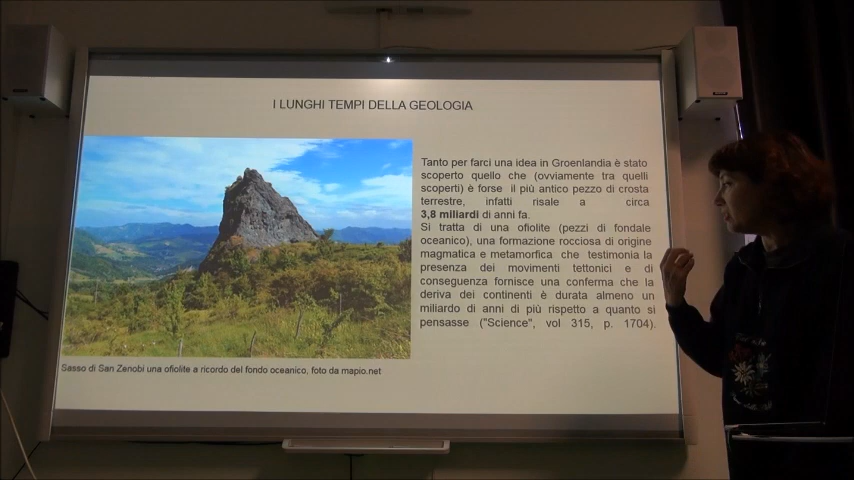 I LUNGHI TEMPI DELLA GEOLOGIA
Tanto per farci una idea in Groenlandia è stato
scoperto quello che (ovviamente tra quelli
scoperti) è forse il più antico pezzo di crosta
terrestre, infatti risale a circa
3,8 miliardi di anni fa.
Si tratta di una ofiolite (pezzi di fondale
oceanico), una formazione rocciosa di origine
magmatica e metamorfica che testimonia la
presenza dei movimenti tettonici e di
conseguenza fornisce una conferma che la
deriva dei continenti è durata almeno un
miliardo di anni di più rispetto a quanto si
pensasse ("Science", vol 315, p. 1704).
Sasso di San Zenobi una ofiolite a ricordo del fondo oceanico, foto da mapio.net